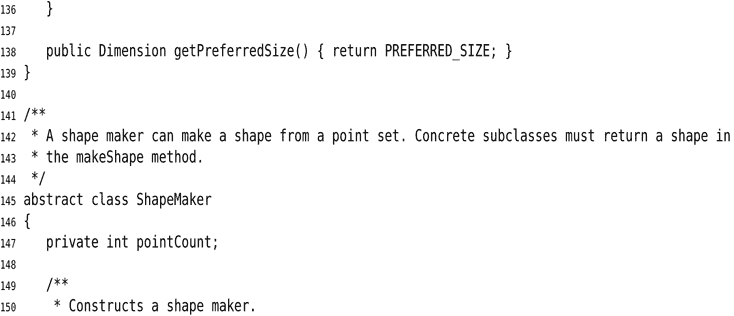 136    }
137
138    public Dimension getPreferredSize() { return PREFERRED_SIZE; }
139 }
140
141 /**
142  * A shape maker can make a shape from a point set. Concrete subclasses must return a shape in
143  * the makeShape method.
144  */
145 abstract class ShapeMaker
146 {
147    private int pointCount;
148
149    /**
150     * Constructs a shape maker.